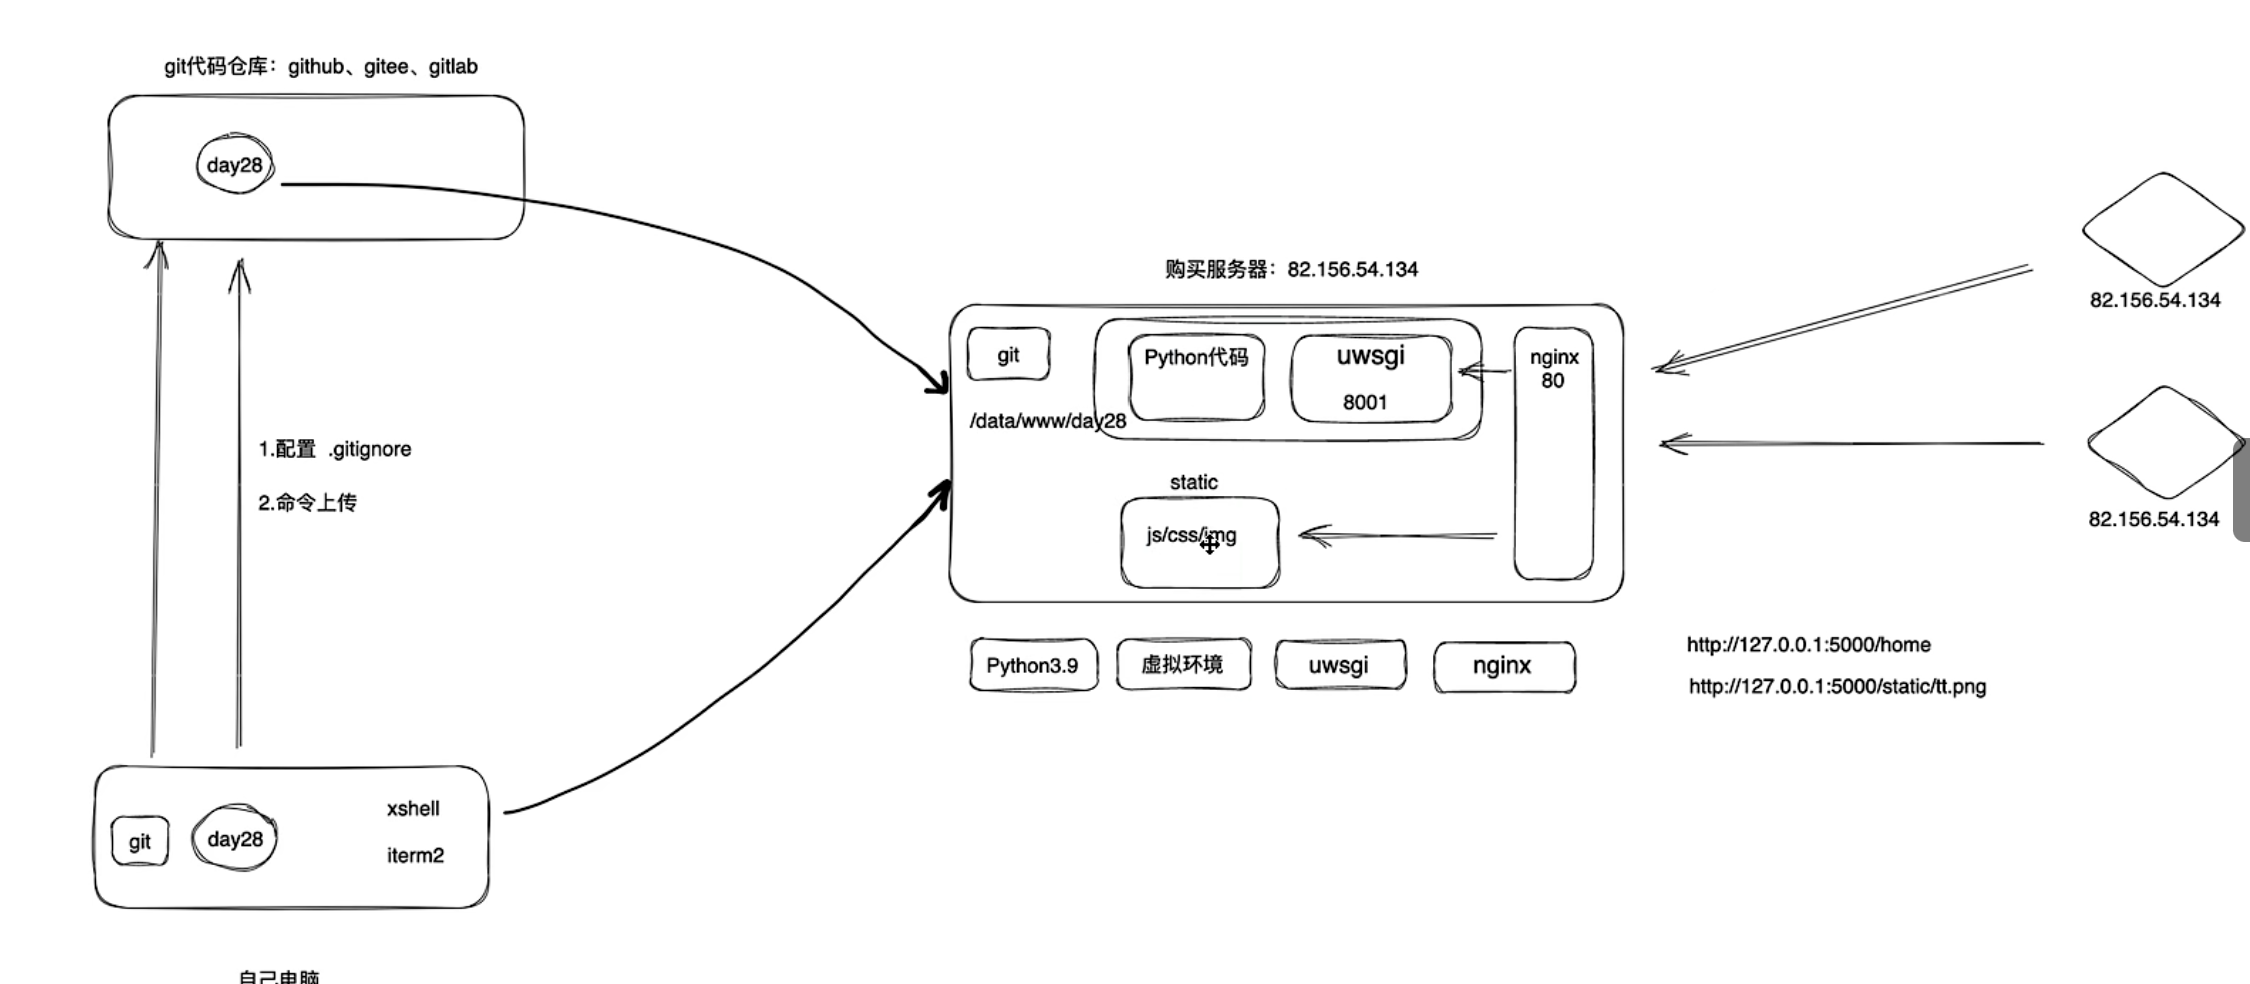 git代码仓库：github、gitee、gitlab
day28
1.配置 .gitignore
2.命令上传
git
day28
xshell
iterm2
自己电脑
购买服务器：82.156.54.134
git
/data/www/day28
Python代码
uwsgi
8001
nginx
80
static
js/css/img
Python3.9
虚拟环境
uwsgi
nginx
82.156.54.134
82.156.54.134
http://127.0.0.1:5000/home
http://127.0.0.1:5000/static/tt.png